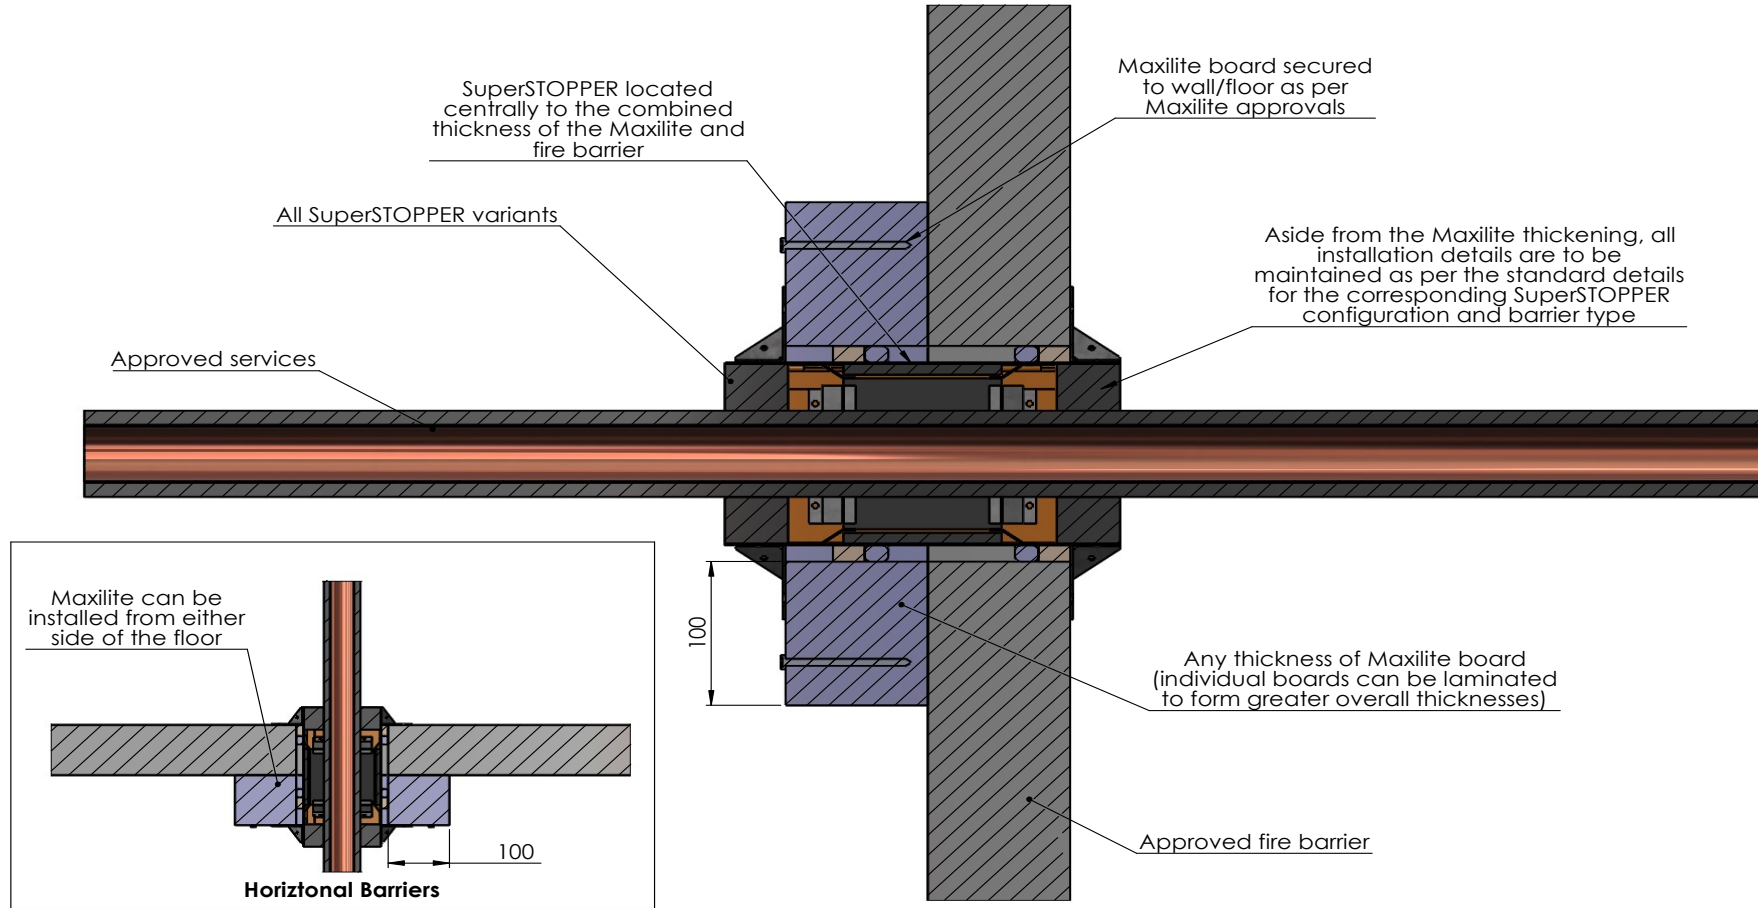 SuperSTOPPER located
centrally to the combined
thickness of the Maxilite and
fire barrier
Maxilite board secured
to wall/floor as per
Maxilite approvals
All SuperSTOPPER variants
Aside from the Maxilite thickening, all
installation details are to be
maintained as per the standard details
for the corresponding SuperSTOPPER
configuration and barrier type
Approved services
100
Any thickness of Maxilite board
(individual boards can be laminated
to form greater overall thicknesses)
Approved fire barrier
Maxilite can be
installed from either
side of the floor
100
Horiztonal Barriers